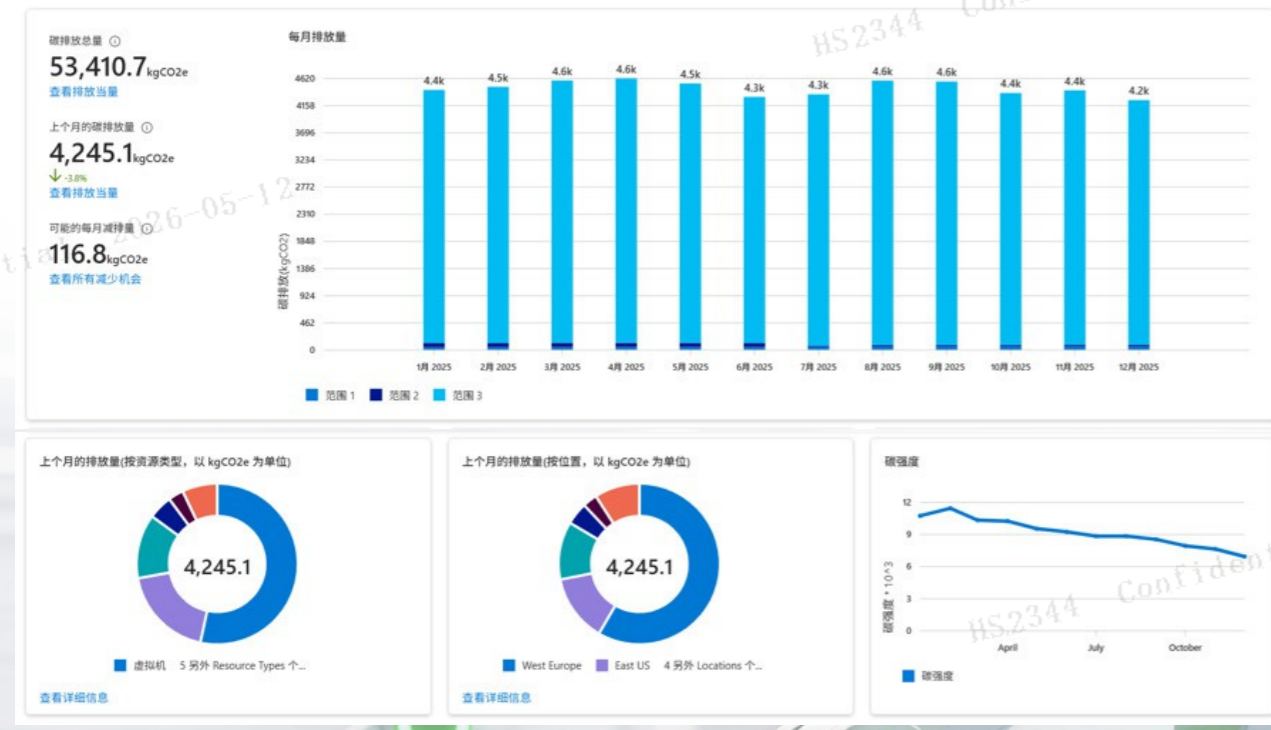 碳排放总量
53,410.7kgCO2e
查看排放当量
上个月的碳排放量
4,245.1kgCO2e
-3.8%
查看排放当量
可能的每月减排量
116.8kgCO2e
查看所有减少机会
每月排放量
碳排放(kgCO2)
4620
4158
3696
3234
2772
2310
1848
1386
924
462
0
4.4k 4.5k 4.6k 4.6k 4.5k 4.3k 4.3k 4.6k 4.6k 4.4k 4.4k 4.2k
1月 2025 2月 2025 3月 2025 4月 2025 5月 2025 6月 2025 7月 2025 8月 2025 9月 2025 10月 2025 11月 2025 12月 2025
范围 1 范围 2 范围 3
上个月的排放量(按资源类型，以 kgCO2e 为单位)
4,245.1
虚拟机 5 另外 Resource Types 个...
查看详细信息
上个月的排放量(按位置，以 kgCO2e 为单位)
4,245.1
West Europe East US 4 另外 Locations 个...
查看详细信息
碳强度
碳强度 * 10^3
12
9
6
3
0
April July October
碳强度
HS2344
2026-05-12
HS2344 Confident